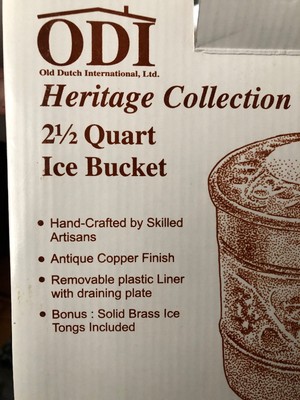 ODI
Old Dutch International, Ltd.
Heritage Collection
2½ Quart
Ice Bucket
• Hand-Crafted by Skilled
Artisans
• Antique Copper Finish
• Removable plastic Liner
with draining plate
• Bonus : Solid Brass Ice
Tongs Included